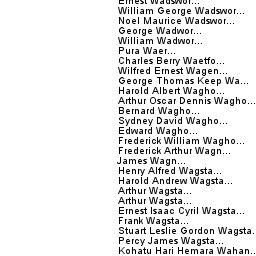 Ernest Wadswor...
William George Wadswor...
Noel Maurice Wadswor...
George Wadwor...
William Wadwor...
Pura Waer...
Charles Berry Waetfo...
Wilfred Ernest Wagen...
George Thomas Keep Wa...
Harold Albert Wagho...
Arthur Oscar Dennis Wagho...
Bernard Wagho...
Sydney David Wagho...
Edward Wagho...
Frederick William Wagho...
Frederick Arthur Wagn...
James Wagn...
Henry Alfred Wagsta...
Harold Andrew Wagsta...
Arthur Wagsta...
Arthur Wagsta...
Ernest Isaac Cyril Wagsta...
Frank Wagsta...
Stuart Leslie Gordon Wagsta.
Percy James Wagsta...
Kohatu Hari Hemara Wahan..